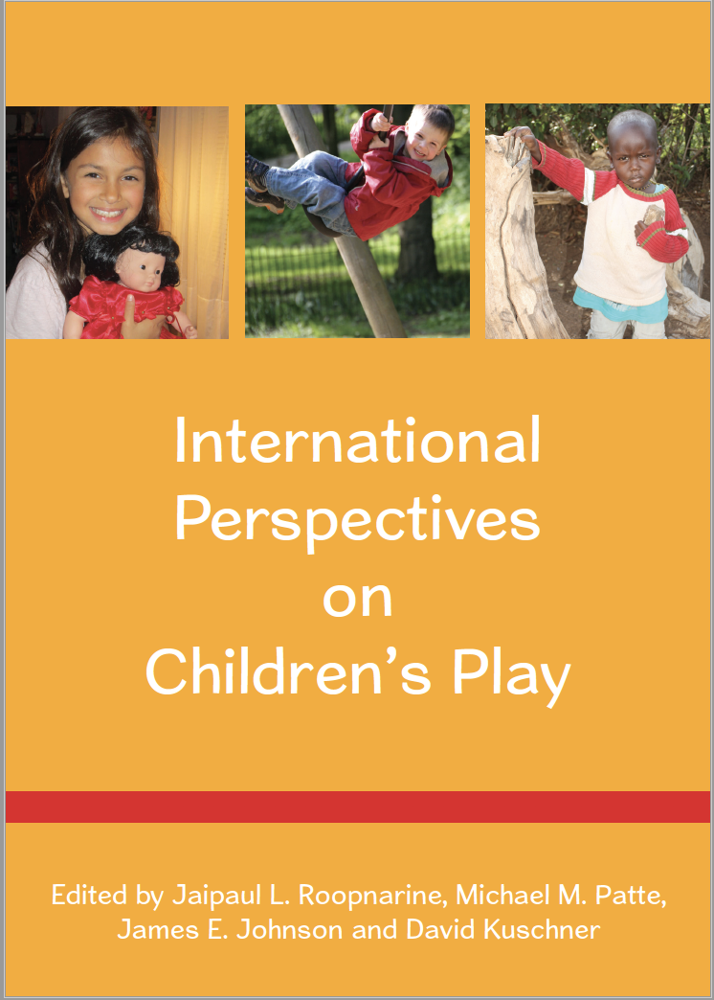 International
Perspectives
on
Children’s Play
Edited by Jaipaul L. Roopnarine, Michael M. Patte,
James E. Johnson and David Kuschner